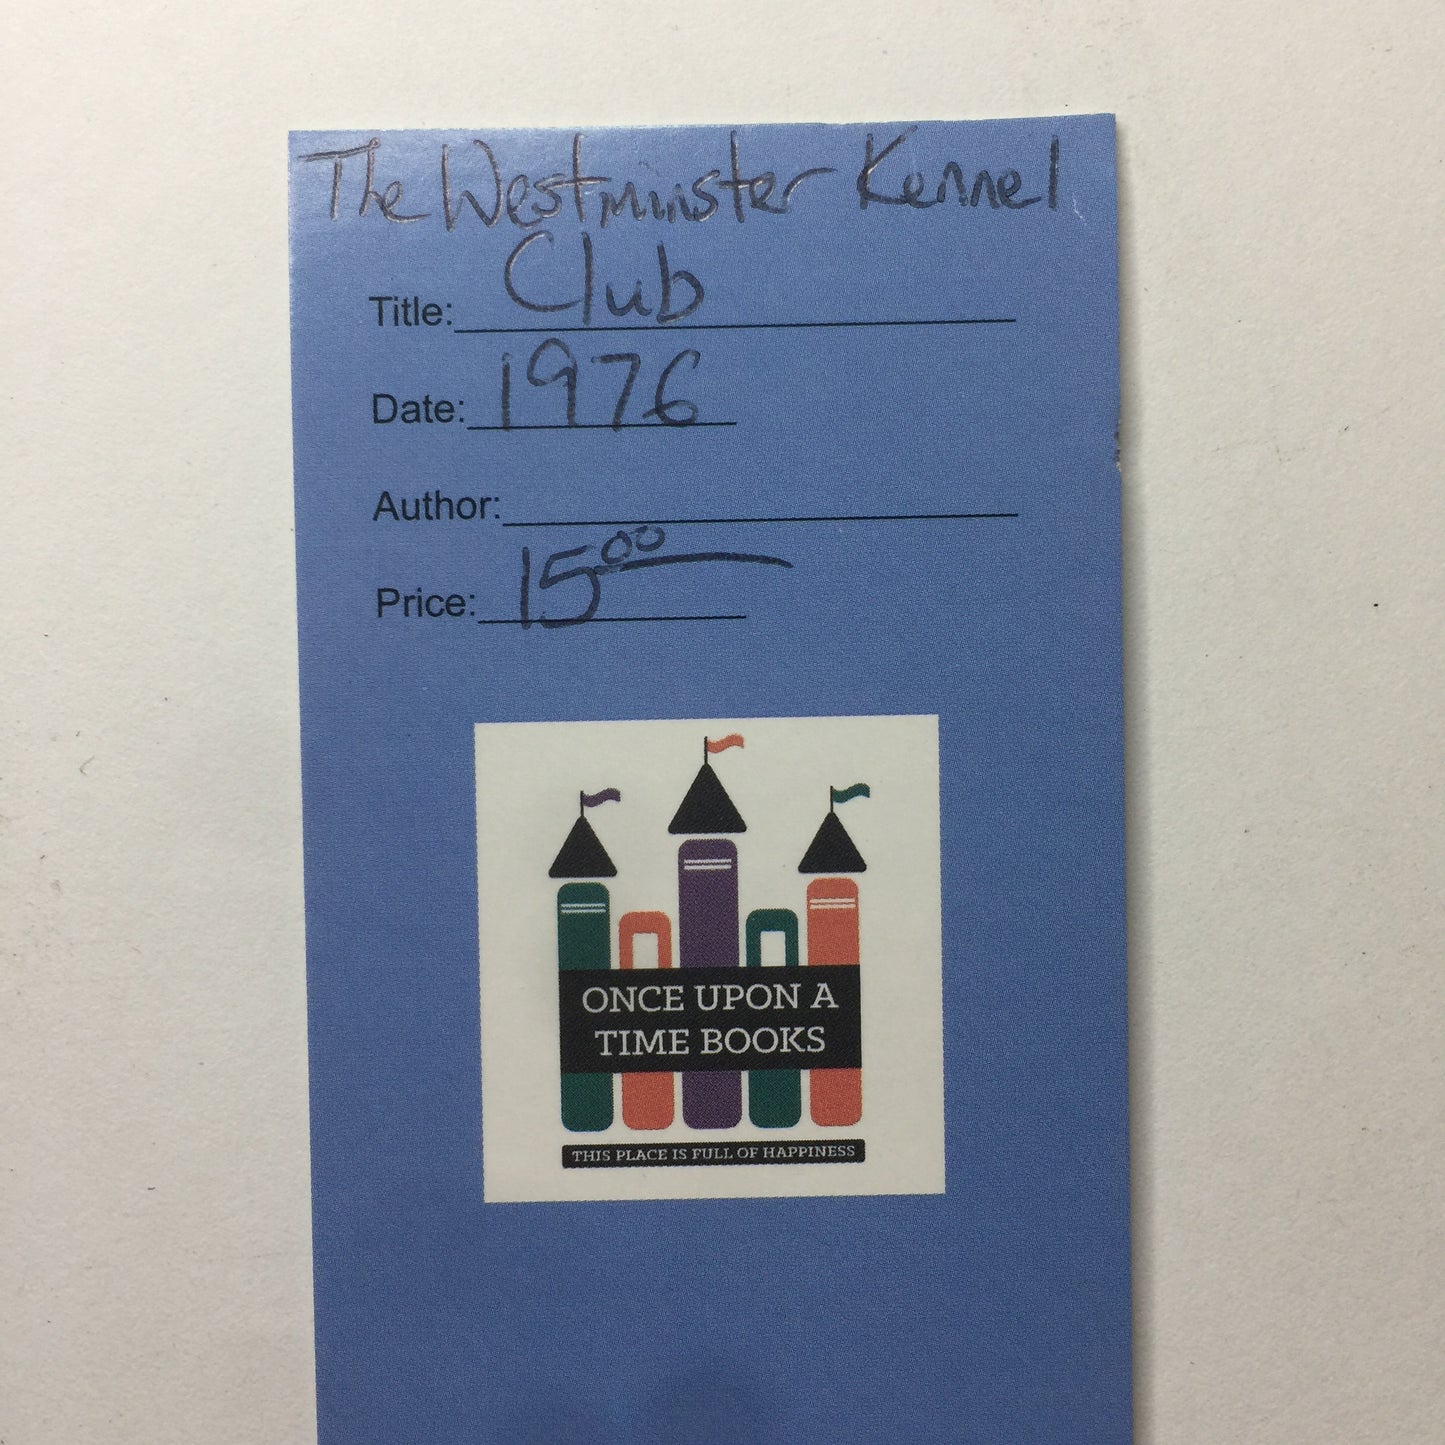 The Westminster Kennel
Title: Club
Date: 1976
Author:
Price: 15.00
ONCE UPON A
TIME BOOKS
THIS PLACE IS FULL OF HAPPINESS